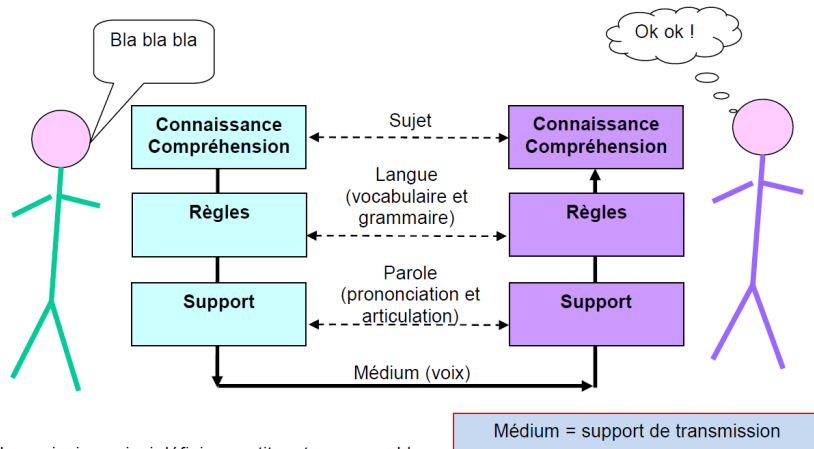 Bla bla bla
Ok ok !
Connaissance
Compréhension
Sujet
Connaissance
Compréhension
Langue
(vocabulaire et
grammaire)
Règles
Règles
Parole
(prononciation et
articulation)
Support
Support
Médium (voix)
Médium = support de transmission